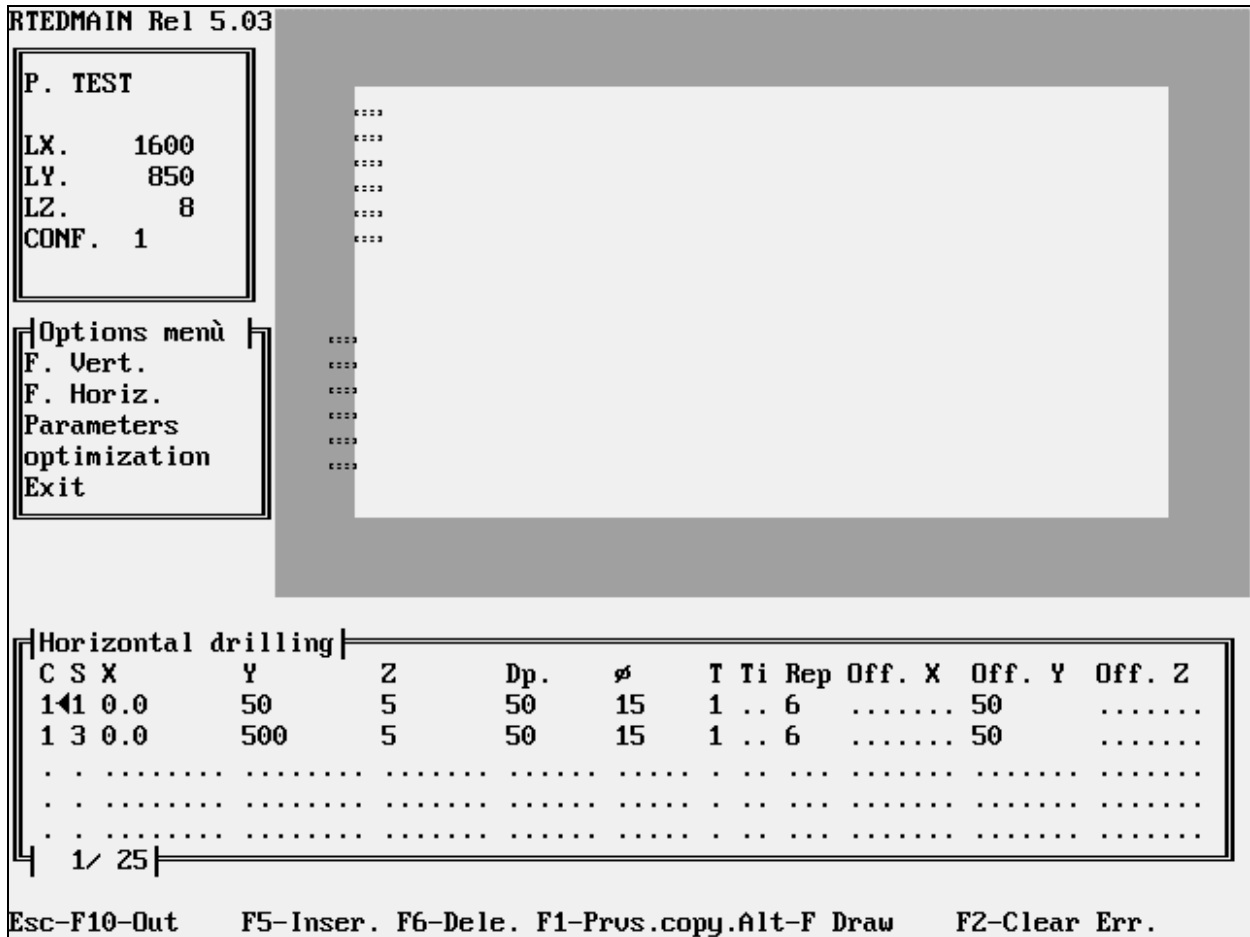 RTEDMAIN Rel 5.03
P. TEST
LX. 1600
LY. 850
LZ. 8
CONF. 1
Options menù
F. Vert.
F. Horiz.
Parameters
optimization
Exit
Horizontal drilling
C S X Y Z Dp. ø T Ti Rep Off. X Off. Y Off. Z
1◄1 0.0 50 5 50 15 1 .. 6 ....... 50 .......
1 3 0.0 500 5 50 15 1 .. 6 ....... 50 .......
. . ........ ........ ....... ...... ..... . .. ... ....... ....... .......
. . ........ ........ ....... ...... ..... . .. ... ....... ....... .......
. . ........ ........ ....... ...... ..... . .. ... ....... ....... .......
1/ 25
Esc-F10-Out F5-Inser. F6-Dele. F1-Prvs.copy.Alt-F Draw F2-Clear Err.